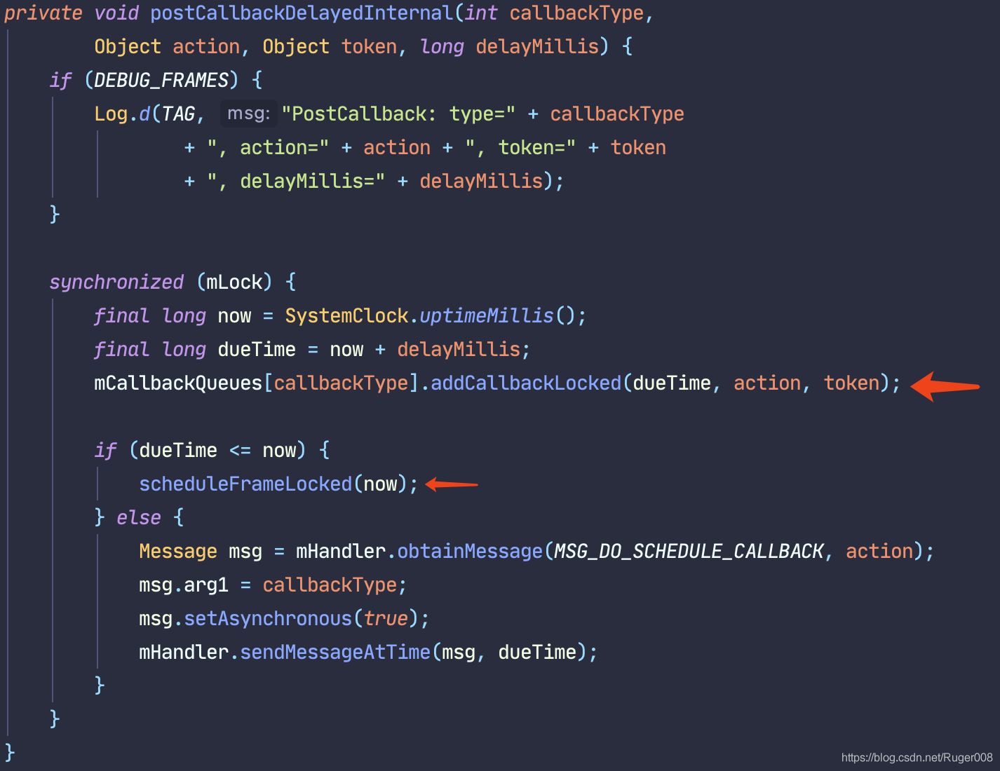 private void postCallbackDelayedInternal(int callbackType,
        Object action, Object token, long delayMillis) {
    if (DEBUG_FRAMES) {
        Log.d(TAG, msg: "PostCallback: type=" + callbackType
                + ", action=" + action + ", token=" + token
                + ", delayMillis=" + delayMillis);
    }

    synchronized (mLock) {
        final long now = SystemClock.uptimeMillis();
        final long dueTime = now + delayMillis;
        mCallbackQueues[callbackType].addCallbackLocked(dueTime, action, token);

        if (dueTime <= now) {
            scheduleFrameLocked(now);
        } else {
            Message msg = mHandler.obtainMessage(MSG_DO_SCHEDULE_CALLBACK, action);
            msg.arg1 = callbackType;
            msg.setAsynchronous(true);
            mHandler.sendMessageAtTime(msg, dueTime);
        }
    }
}
https://blog.csdn.net/Ruger008